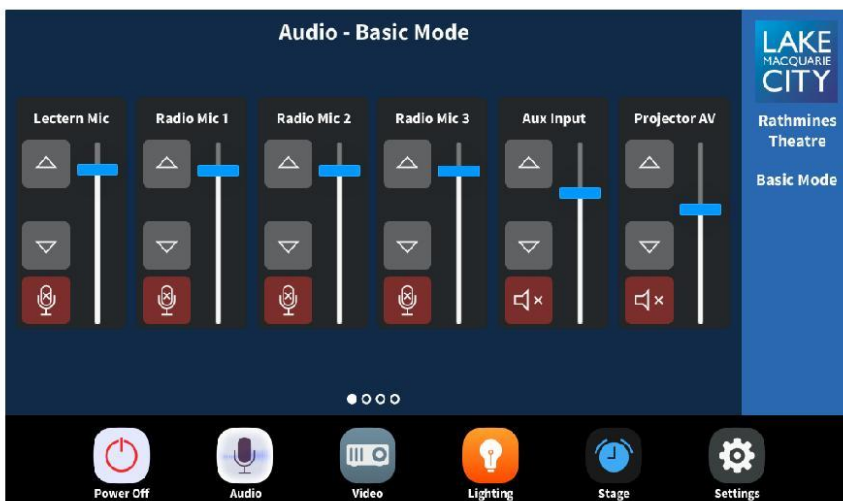 Audio - Basic Mode
LAKE
MACQUARIE
CITY
Rathmines
Theatre
Basic Mode
Lectern Mic
Radio Mic 1
Radio Mic 2
Radio Mic 3
Aux Input
Projector AV
Power Off
Audio
Video
Lighting
Stage
Settings